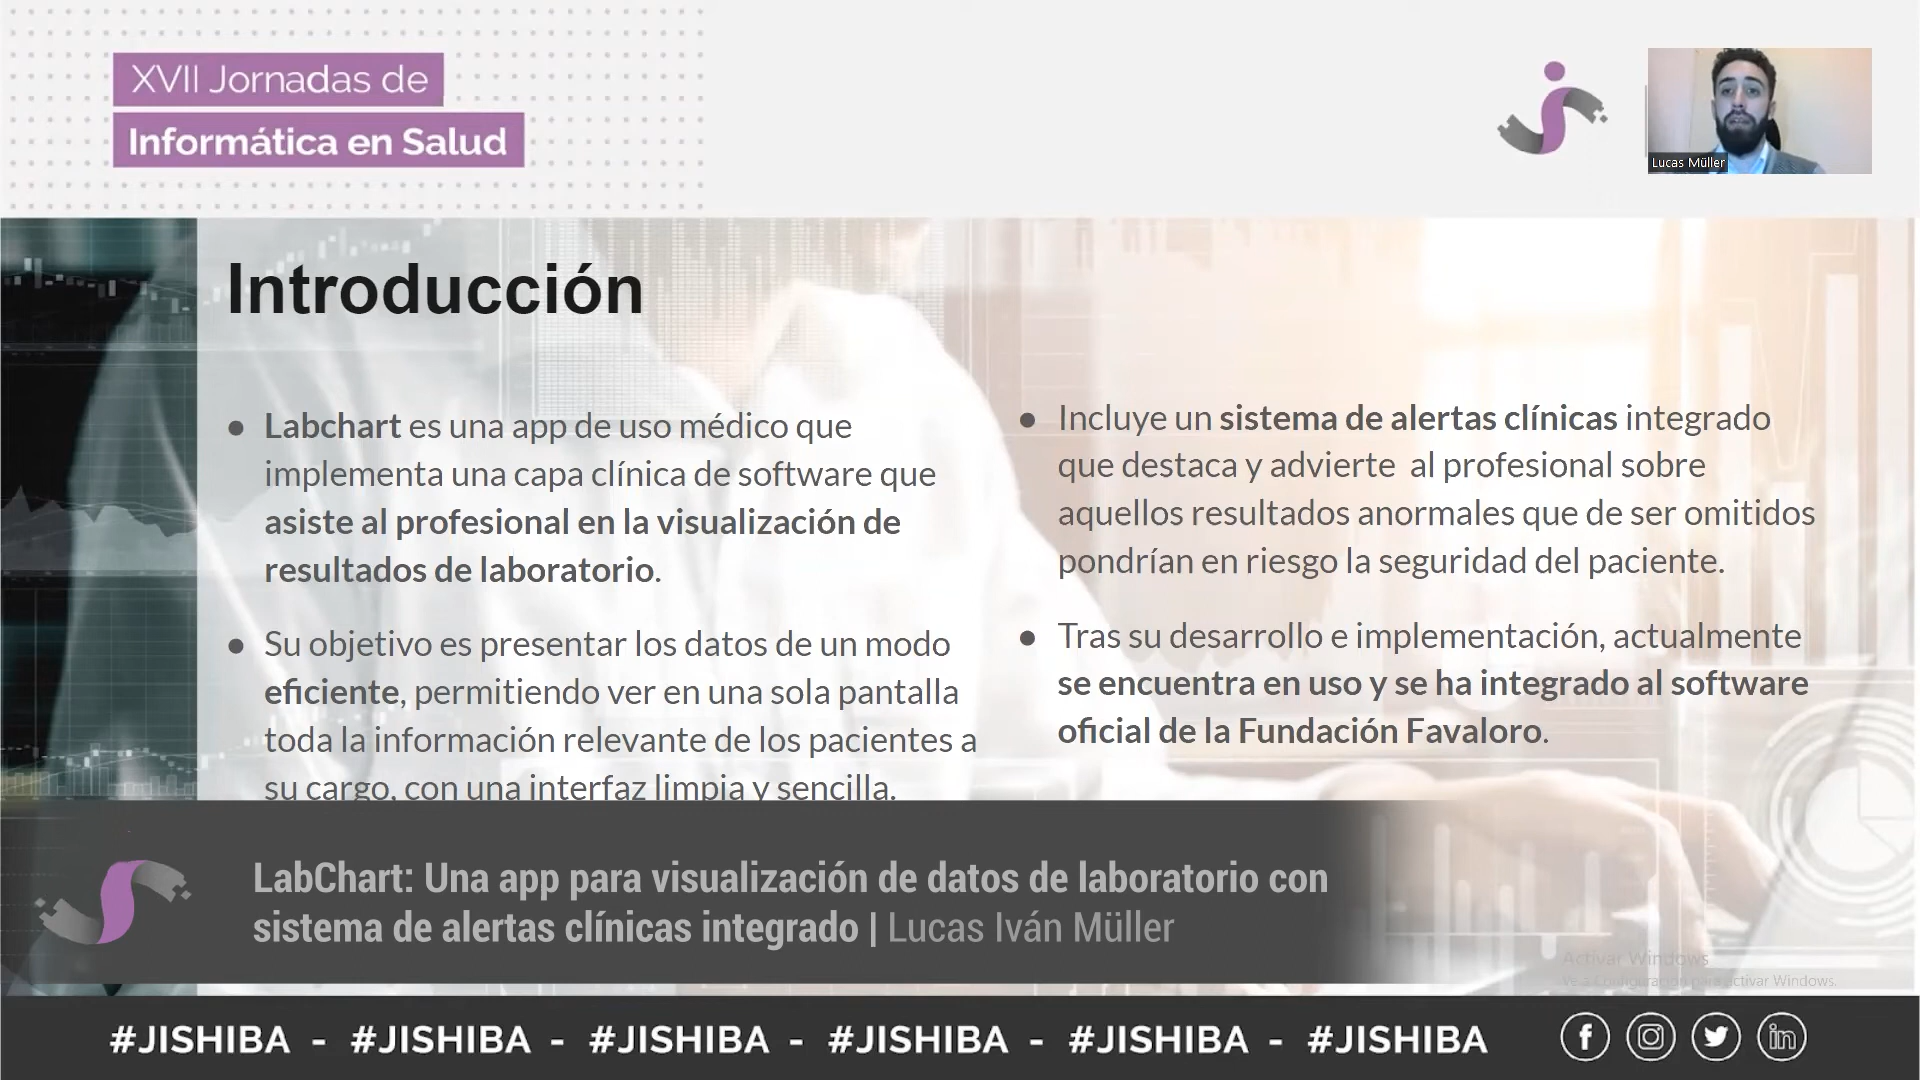 XVII Jornadas de
Informática en Salud
Lucas Müller
Introducción
● Labchart es una app de uso médico que
implementa una capa clínica de software que
asiste al profesional en la visualización de
resultados de laboratorio.
● Su objetivo es presentar los datos de un modo
eficiente, permitiendo ver en una sola pantalla
toda la información relevante de los pacientes a
su cargo, con una interfaz limpia y sencilla.
● Incluye un sistema de alertas clínicas integrado
que destaca y advierte al profesional sobre
aquellos resultados anormales que de ser omitidos
pondrían en riesgo la seguridad del paciente.
● Tras su desarrollo e implementación, actualmente
se encuentra en uso y se ha integrado al software
oficial de la Fundación Favaloro.
LabChart: Una app para visualización de datos de laboratorio con
sistema de alertas clínicas integrado | Lucas Iván Müller
Activar Windows
Ve a Configuración para activar Windows.
#JISHIBA - #JISHIBA - #JISHIBA - #JISHIBA - #JISHIBA - #JISHIBA